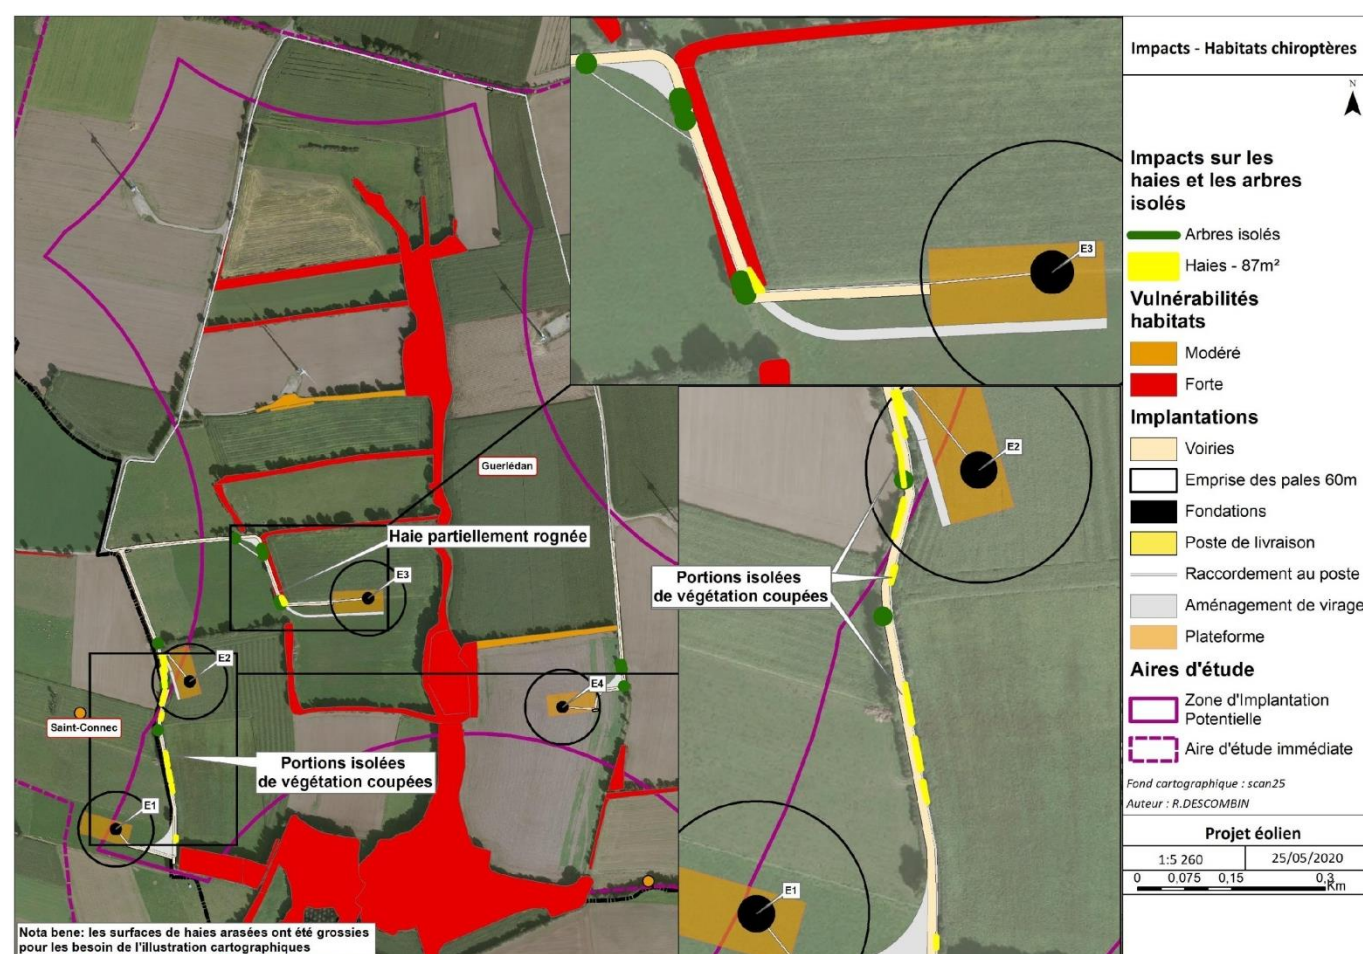 Impacts - Habitats chiroptères
N
Impacts sur les
haies et les arbres
isolés
Arbres isolés
Haies - 87m²
Vulnérabilités
habitats
Modéré
Forte
Implantations
Voiries
Emprise des pales 60m
Fondations
Poste de livraison
Raccordement au poste
Aménagement de virage
Plateforme
Aires d'étude
Zone d'Implantation
Potentielle
Aire d'étude immédiate
Fond cartographique : scan25
Auteur : R.DESCOMBIN
Projet éolien
1:5 260
25/05/2020
0 0,075 0,15 0,3
Km
E3
Guerlédan
Haie partiellement rognée
E3
E2
E2
Portions isolées
de végétation coupées
E4
Saint-Connec
Portions isolées
de végétation coupées
E1
E1
Nota bene: les surfaces de haies arasées ont été grossies
pour les besoin de l'illustration cartographiques